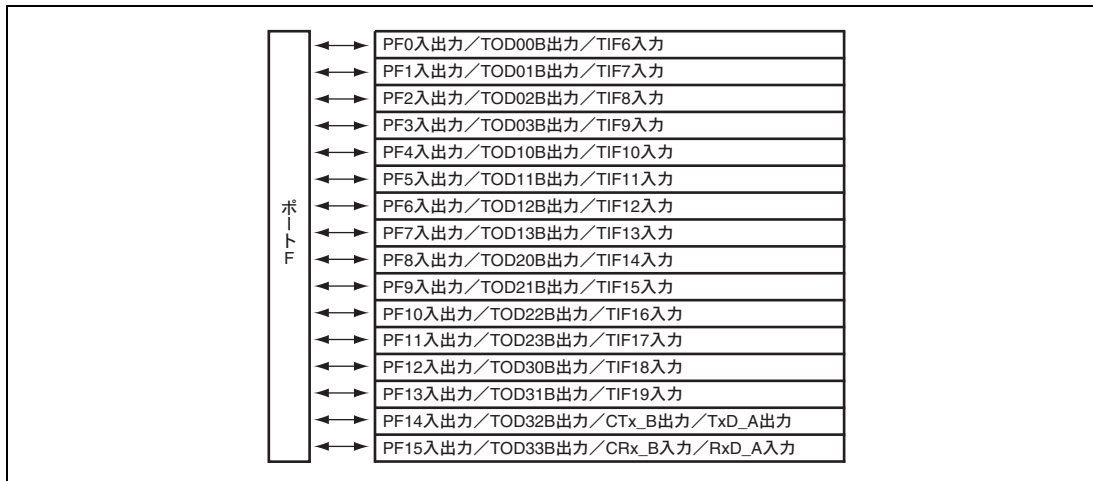 ポートF
PF0入出力／TOD00B出力／TIF6入力
PF1入出力／TOD01B出力／TIF7入力
PF2入出力／TOD02B出力／TIF8入力
PF3入出力／TOD03B出力／TIF9入力
PF4入出力／TOD10B出力／TIF10入力
PF5入出力／TOD11B出力／TIF11入力
PF6入出力／TOD12B出力／TIF12入力
PF7入出力／TOD13B出力／TIF13入力
PF8入出力／TOD20B出力／TIF14入力
PF9入出力／TOD21B出力／TIF15入力
PF10入出力／TOD22B出力／TIF16入力
PF11入出力／TOD23B出力／TIF17入力
PF12入出力／TOD30B出力／TIF18入力
PF13入出力／TOD31B出力／TIF19入力
PF14入出力／TOD32B出力／CTx_B出力／TxD_A出力
PF15入出力／TOD33B出力／CRx_B入力／RxD_A入力